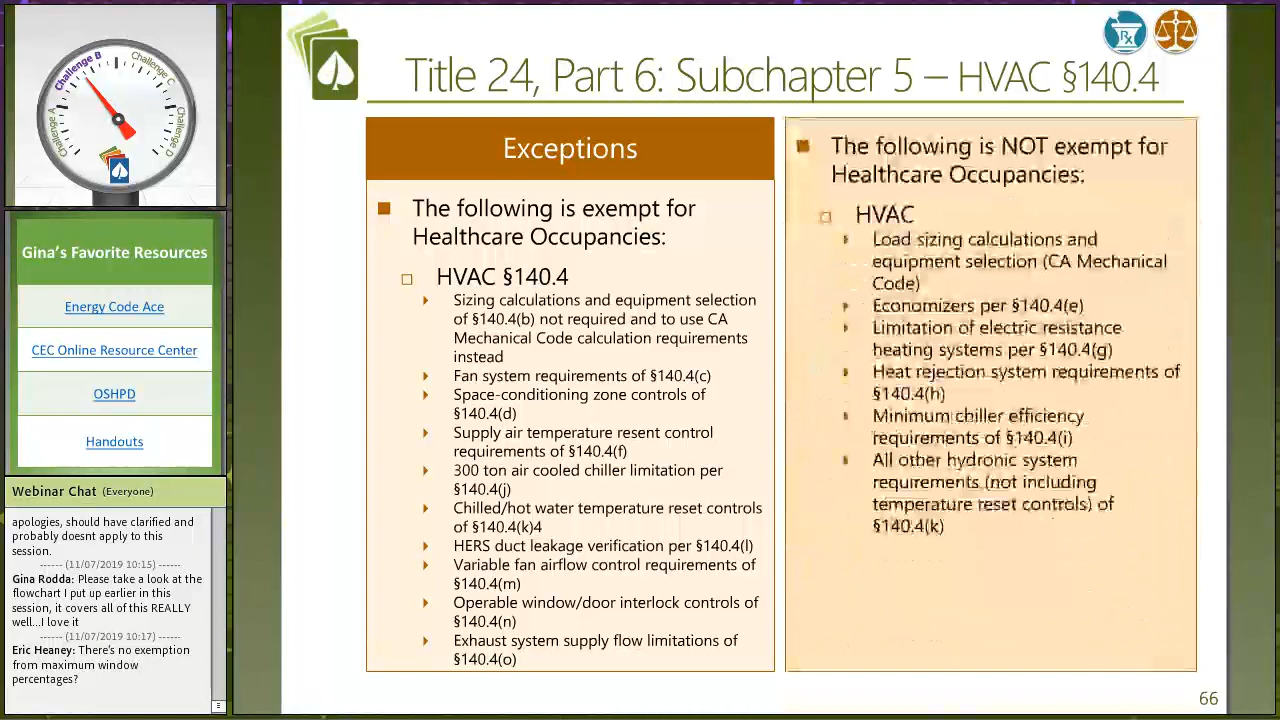 Challenge A
Challenge B
Challenge C
Challenge D
Gina's Favorite Resources
Energy Code Ace
CEC Online Resource Center
OSHPD
Handouts
Webinar Chat (Everyone)
apologies, should have clarified and
probably doesnt apply to this
session.
------ (11/07/2019 10:15) ------
Gina Rodda: Please take a look at the
flowchart I put up earlier in this
session, it covers all of this REALLY
well...I love it
------ (11/07/2019 10:17) ------
Eric Heaney: There's no exemption
from maximum window
percentages?
Rx
Title 24, Part 6: Subchapter 5 – HVAC §140.4
Exceptions
The following is exempt for
Healthcare Occupancies:
HVAC §140.4
Sizing calculations and equipment selection
of §140.4(b) not required and to use CA
Mechanical Code calculation requirements
instead
Fan system requirements of §140.4(c)
Space-conditioning zone controls of
§140.4(d)
Supply air temperature resent control
requirements of §140.4(f)
300 ton air cooled chiller limitation per
§140.4(j)
Chilled/hot water temperature reset controls
of §140.4(k)4
HERS duct leakage verification per §140.4(l)
Variable fan airflow control requirements of
§140.4(m)
Operable window/door interlock controls of
§140.4(n)
Exhaust system supply flow limitations of
§140.4(o)
The following is NOT exempt for
Healthcare Occupancies:
HVAC
Load sizing calculations and
equipment selection (CA Mechanical
Code)
Economizers per §140.4(e)
Limitation of electric resistance
heating systems per §140.4(g)
Heat rejection system requirements of
§140.4(h)
Minimum chiller efficiency
requirements of §140.4(i)
All other hydronic system
requirements (not including
temperature reset controls) of
§140.4(k)
66